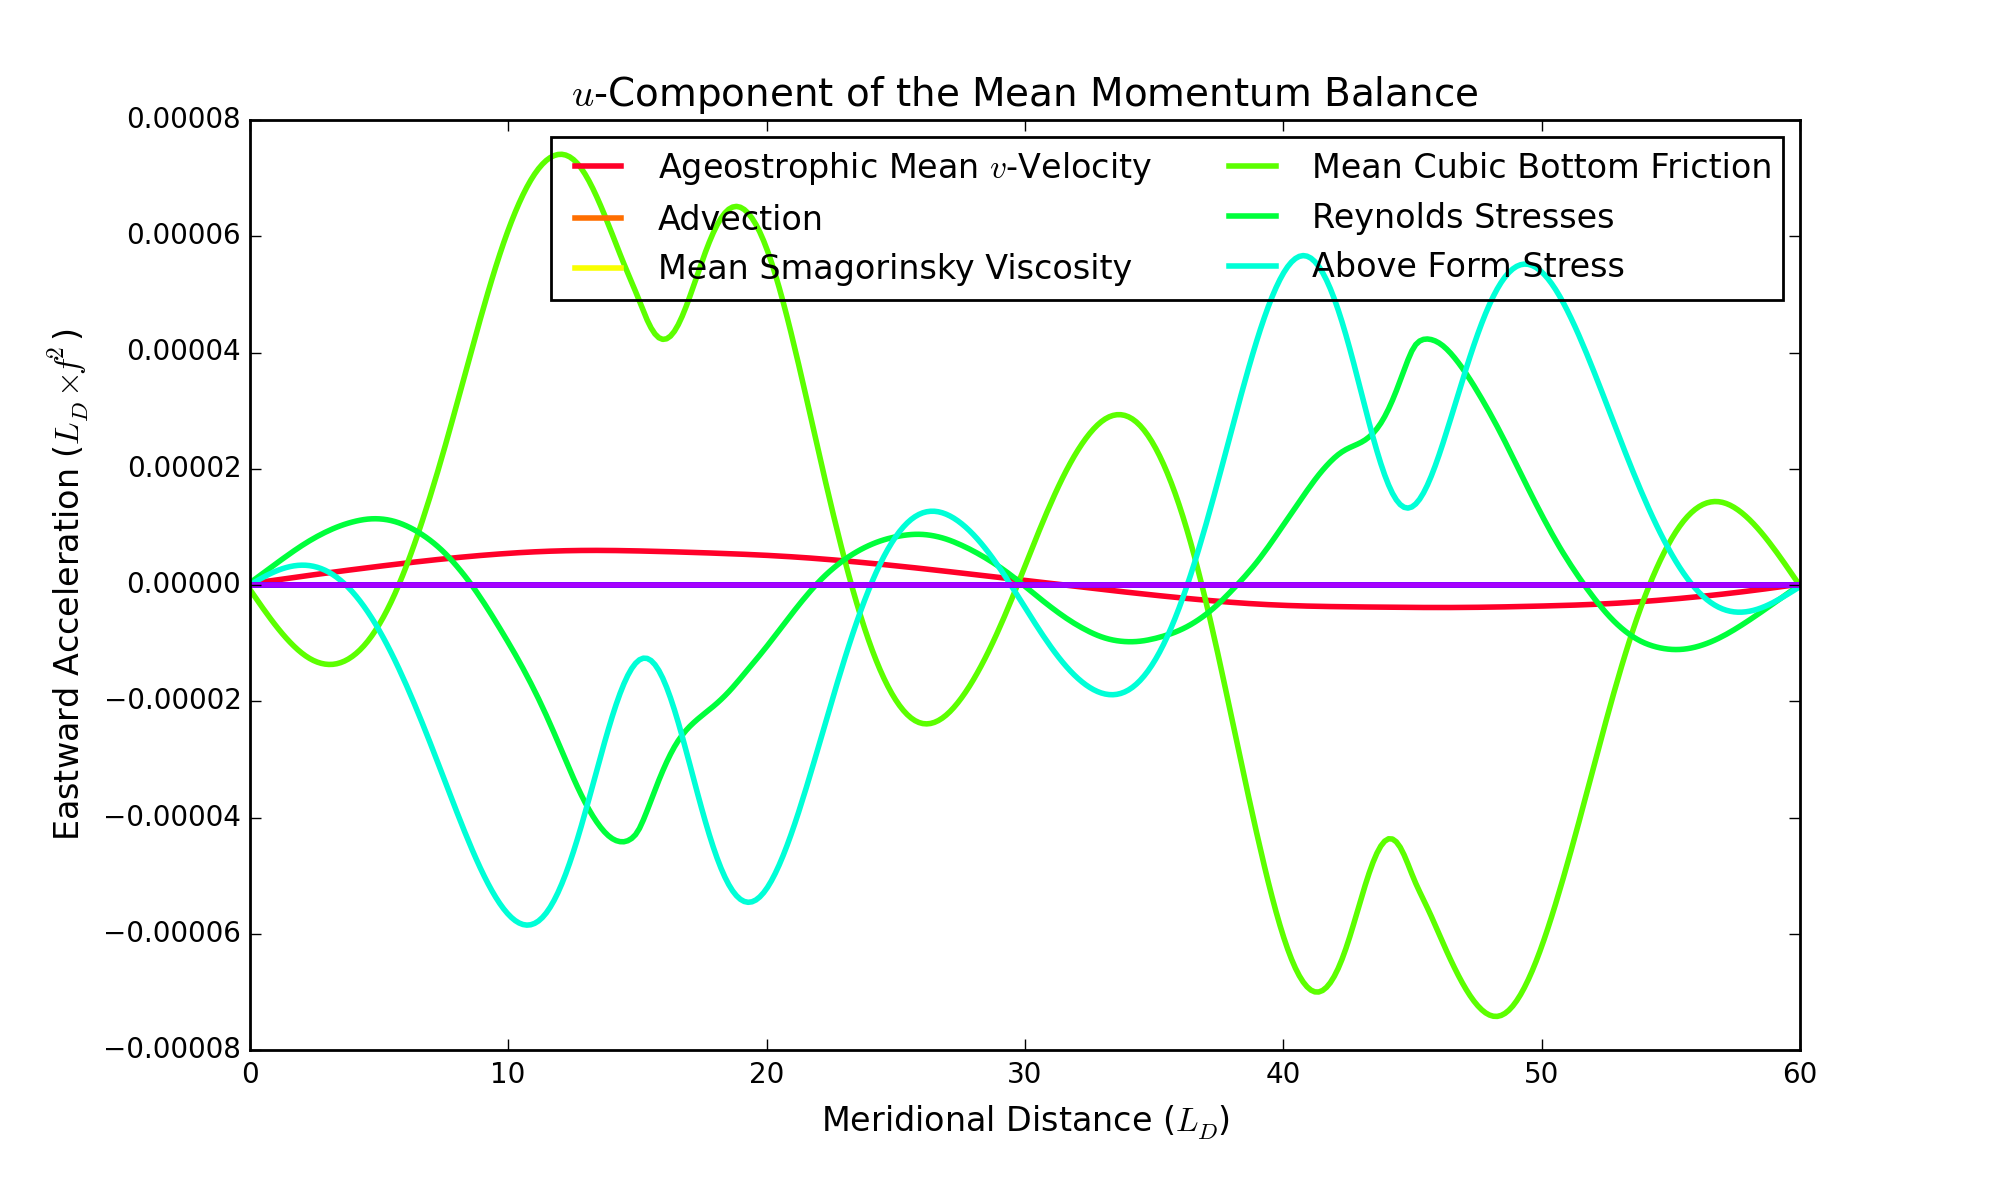 u-Component of the Mean Momentum Balance
Ageostrophic Mean v-Velocity
Advection
Mean Smagorinsky Viscosity
Mean Cubic Bottom Friction
Reynolds Stresses
Above Form Stress
Eastward Acceleration (L_D × f²)
0.00008
0.00006
0.00004
0.00002
0.00000
−0.00002
−0.00004
−0.00006
−0.00008
0 10 20 30 40 50 60
Meridional Distance (L_D)